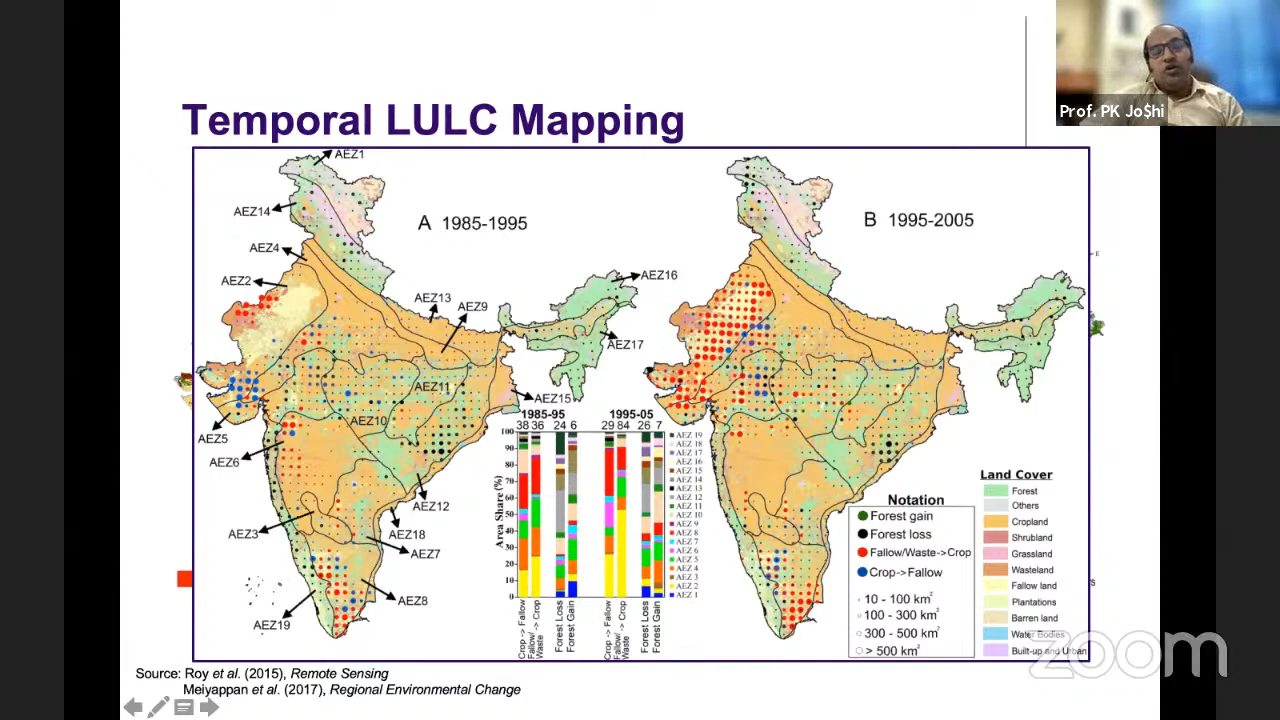 Prof. PK Jo$hi
Temporal LULC Mapping
AEZ1
AEZ14
AEZ4
AEZ2
A 1985-1995
AEZ13
AEZ9
AEZ16
AEZ17
AEZ11
AEZ15
AEZ10
AEZ5
AEZ6
AEZ12
AEZ18
AEZ3
AEZ7
AEZ8
AEZ19
B 1995-2005
E
S
1985-95 1995-05
38 36 24 6 29 84 26 7
Area Share (%)
100
90
80
70
60
50
40
30
20
10
0
Crop -> Fallow
Fallow/ -> Crop
Waste
Forest Loss
Forest Gain
Crop -> Fallow
Fallow/ -> Crop
Waste
Forest Loss
Forest Gain
AEZ 19
AEZ 18
AEZ 17
AEZ 16
AEZ 15
AEZ 14
AEZ 13
AEZ 12
AEZ 11
AEZ 10
AEZ 9
AEZ 8
AEZ 7
AEZ 6
AEZ 5
AEZ 4
AEZ 3
AEZ 2
AEZ 1
Notation
Forest gain
Forest loss
Fallow/Waste->Crop
Crop->Fallow
10 - 100 km²
100 - 300 km²
300 - 500 km²
> 500 km²
Land Cover
Forest
Others
Cropland
Shrubland
Grassland
Wasteland
Fallow land
Plantations
Barren land
Water Bodies
Built-up and Urban
zoom
Source: Roy et al. (2015), Remote Sensing
Meiyappan et al. (2017), Regional Environmental Change